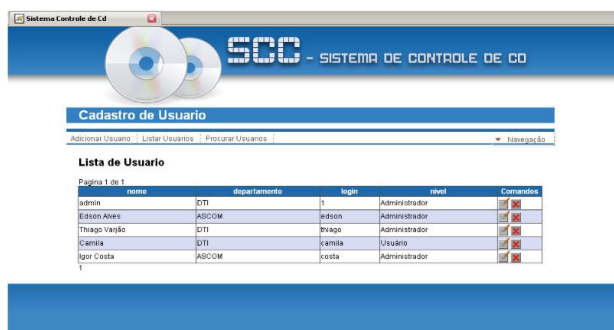 Sistema Controle de Cd
SCC - SISTEMA DE CONTROLE DE CD
Cadastro de Usuario
Adicionar Usuario Listar Usuarios Procurar Usuarios Navegação
Lista de Usuario
Pagina 1 de 1
nome departamento login nivel Comandos
admin DTI 1 Administrador
Edson Alves ASCOM edson Administrador
Thiago Varjão DTI thiago Administrador
Camila DTI camila Usuário
Igor Costa ASCOM costa Administrador
1